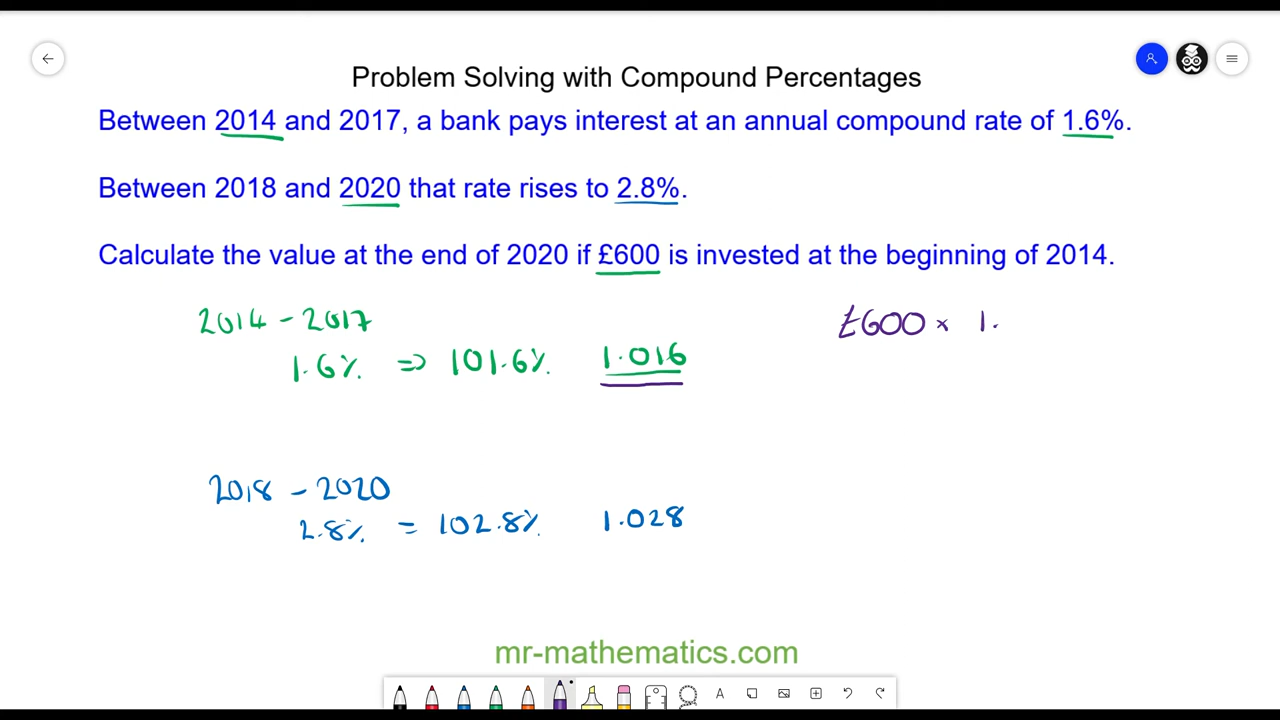 Problem Solving with Compound Percentages
Between 2014 and 2017, a bank pays interest at an annual compound rate of 1.6%.
Between 2018 and 2020 that rate rises to 2.8%.
Calculate the value at the end of 2020 if £600 is invested at the beginning of 2014.
2014 - 2017
1.6% => 101.6% 1.016
£600 × 1.
2018 - 2020
2.8% = 102.8% 1.028
mr-mathematics.com
A